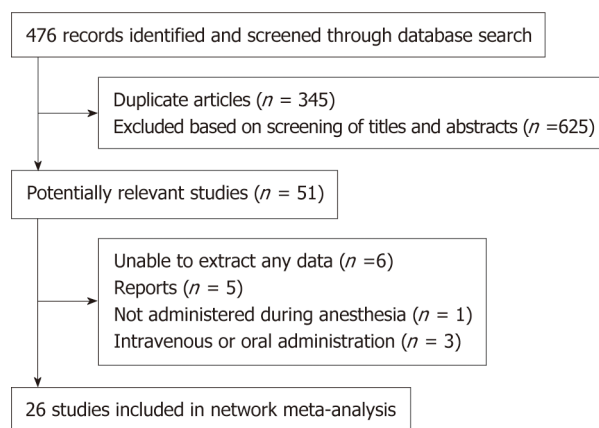 476 records identified and screened through database search
Duplicate articles (n = 345)
Excluded based on screening of titles and abstracts (n =625)
Potentially relevant studies (n = 51)
Unable to extract any data (n =6)
Reports (n = 5)
Not administered during anesthesia (n = 1)
Intravenous or oral administration (n = 3)
26 studies included in network meta-analysis